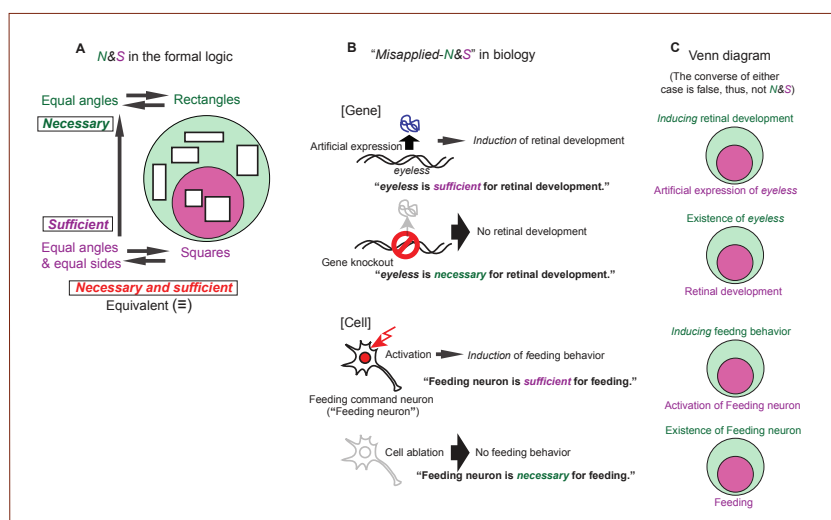 A N&S in the formal logic
Equal angles
Rectangles
Necessary
Sufficient
Equal angles
& equal sides
Squares
Necessary and sufficient
Equivalent (≡)
B "Misapplied-N&S" in biology
[Gene]
Artificial expression
eyeless
Induction of retinal development
"eyeless is sufficient for retinal development."
Gene knockout
No retinal development
"eyeless is necessary for retinal development."
[Cell]
Activation
Induction of feeding behavior
"Feeding neuron is sufficient for feeding."
Feeding command neuron
("Feeding neuron")
Cell ablation
No feeding behavior
"Feeding neuron is necessary for feeding."
C Venn diagram
(The converse of either
case is false, thus, not N&S)
Inducing retinal development
Artificial expression of eyeless
Existence of eyeless
Retinal development
Inducing feedng behavior
Activation of Feeding neuron
Existence of Feeding neuron
Feeding